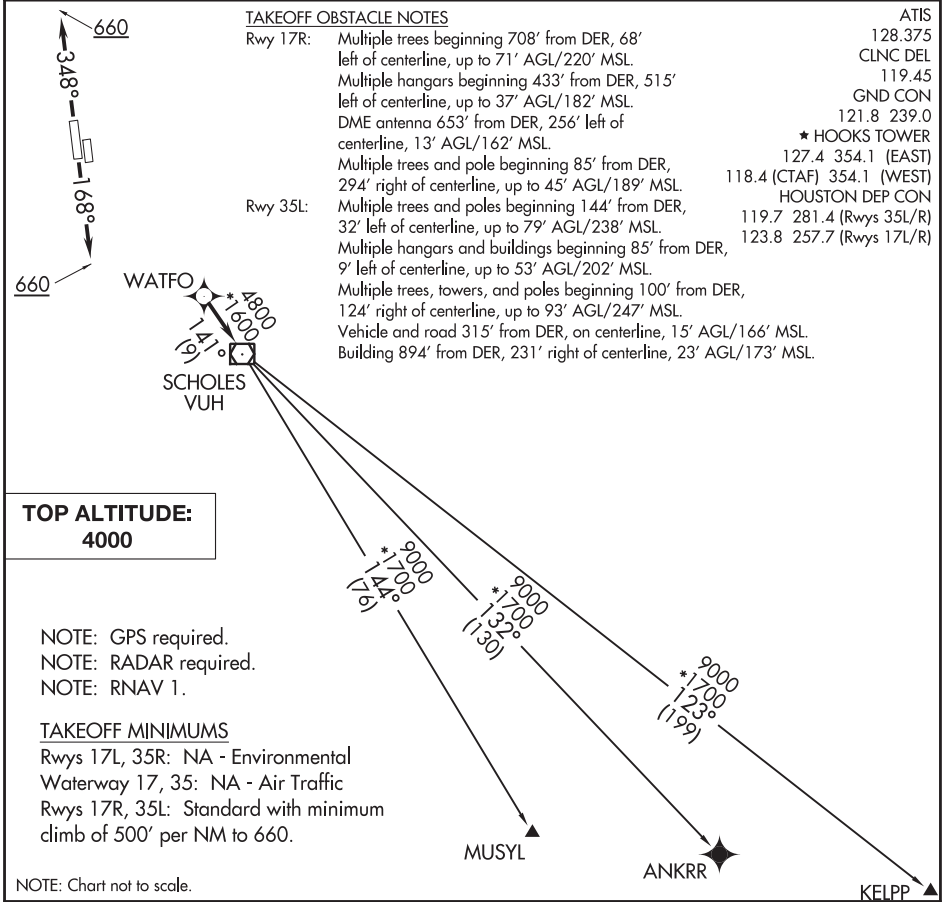 660
348°
168°
660
TAKEOFF OBSTACLE NOTES
Rwy 17R: Multiple trees beginning 708' from DER, 68'
left of centerline, up to 71' AGL/220' MSL.
Multiple hangars beginning 433' from DER, 515'
left of centerline, up to 37' AGL/182' MSL.
DME antenna 653' from DER, 256' left of
centerline, 13' AGL/162' MSL.
Multiple trees and pole beginning 85' from DER,
294' right of centerline, up to 45' AGL/189' MSL.
Rwy 35L: Multiple trees and poles beginning 144' from DER,
32' left of centerline, up to 79' AGL/238' MSL.
Multiple hangars and buildings beginning 85' from DER,
9' left of centerline, up to 53' AGL/202' MSL.
Multiple trees, towers, and poles beginning 100' from DER,
124' right of centerline, up to 93' AGL/247' MSL.
Vehicle and road 315' from DER, on centerline, 15' AGL/166' MSL.
Building 894' from DER, 231' right of centerline, 23' AGL/173' MSL.
ATIS
128.375
CLNC DEL
119.45
GND CON
121.8 239.0
★ HOOKS TOWER
127.4 354.1 (EAST)
118.4 (CTAF) 354.1 (WEST)
HOUSTON DEP CON
119.7 281.4 (Rwys 35L/R)
123.8 257.7 (Rwys 17L/R)
WATFO
4800
*1600
141°
(9)
SCHOLES
VUH
TOP ALTITUDE:
4000
9000
*1700
144°
(76)
9000
*1700
132°
(130)
9000
*1700
123°
(199)
NOTE: GPS required.
NOTE: RADAR required.
NOTE: RNAV 1.
TAKEOFF MINIMUMS
Rwys 17L, 35R: NA - Environmental
Waterway 17, 35: NA - Air Traffic
Rwys 17R, 35L: Standard with minimum
climb of 500' per NM to 660.
MUSYL
ANKRR
KELPP
NOTE: Chart not to scale.